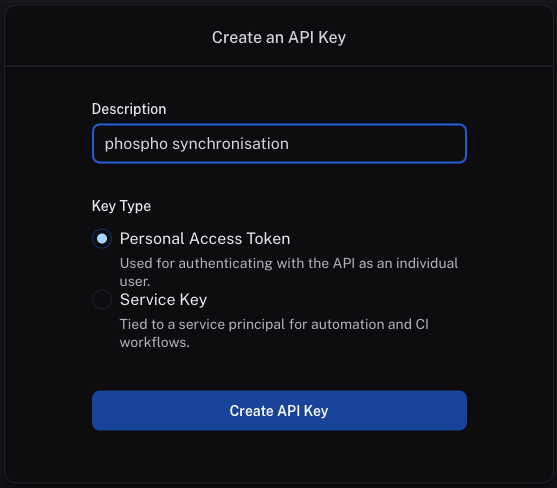 Create an API Key
Description
phospho synchronisation
Key Type
Personal Access Token
Used for authenticating with the API as an individual
user.
Service Key
Tied to a service principal for automation and CI
workflows.
Create API Key